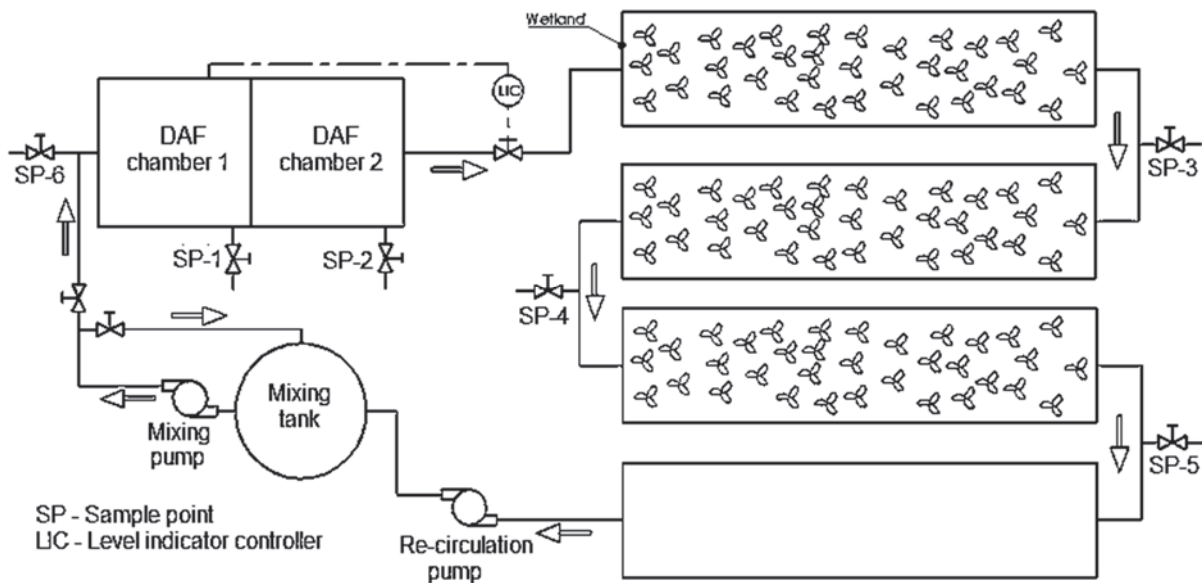 Wetland
LIC
DAF
chamber 1
DAF
chamber 2
SP-6
SP-3
SP-1
SP-2
SP-4
Mixing
tank
Mixing
pump
SP-5
SP - Sample point
LIC - Level indicator controller
Re-circulation
pump